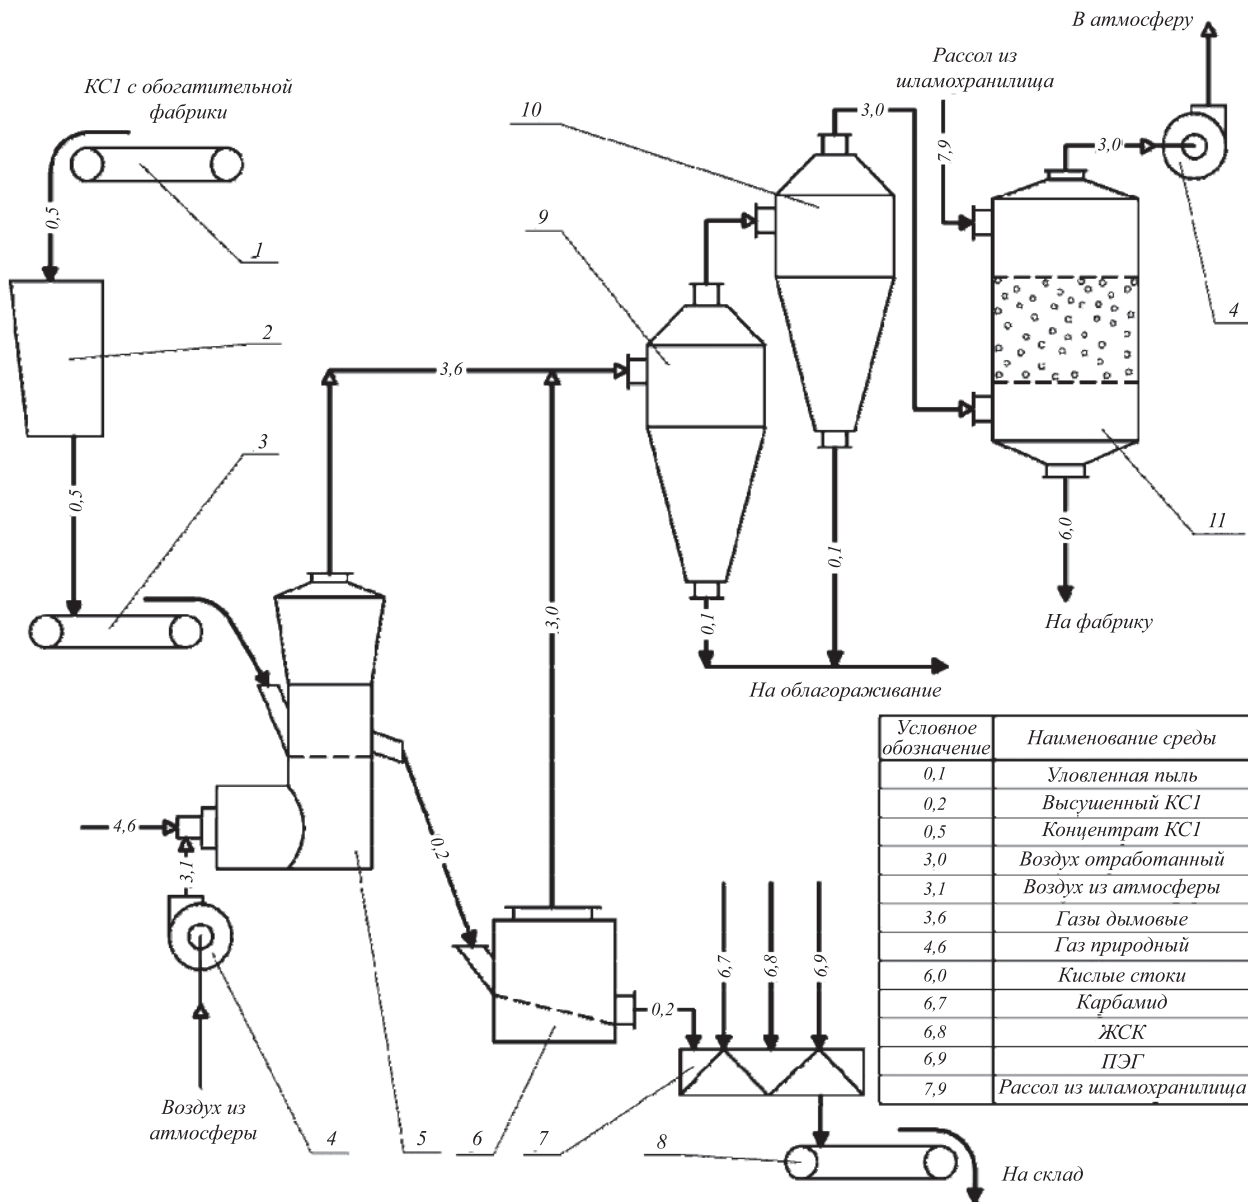 В атмосферу
Рассол из
шламохранилища
КС1 с обогатительной
фабрики
10
3,0
3,0
7,9
0,5
1
9
4
2
3,6
3
0,5
11
6,0
0,1
3,0
0,1
На фабрику
На облагораживание
4,6
3,1
0,2
6,7
6,8
6,9
0,2
Воздух из
атмосферы
4
5
6
7
8
На склад
Условное
обозначение
Наименование среды
0,1 Уловленная пыль
0,2 Высушенный КС1
0,5 Концентрат КС1
3,0 Воздух отработанный
3,1 Воздух из атмосферы
3,6 Газы дымовые
4,6 Газ природный
6,0 Кислые стоки
6,7 Карбамид
6,8 ЖСК
6,9 ПЭГ
7,9 Рассол из шламохранилища